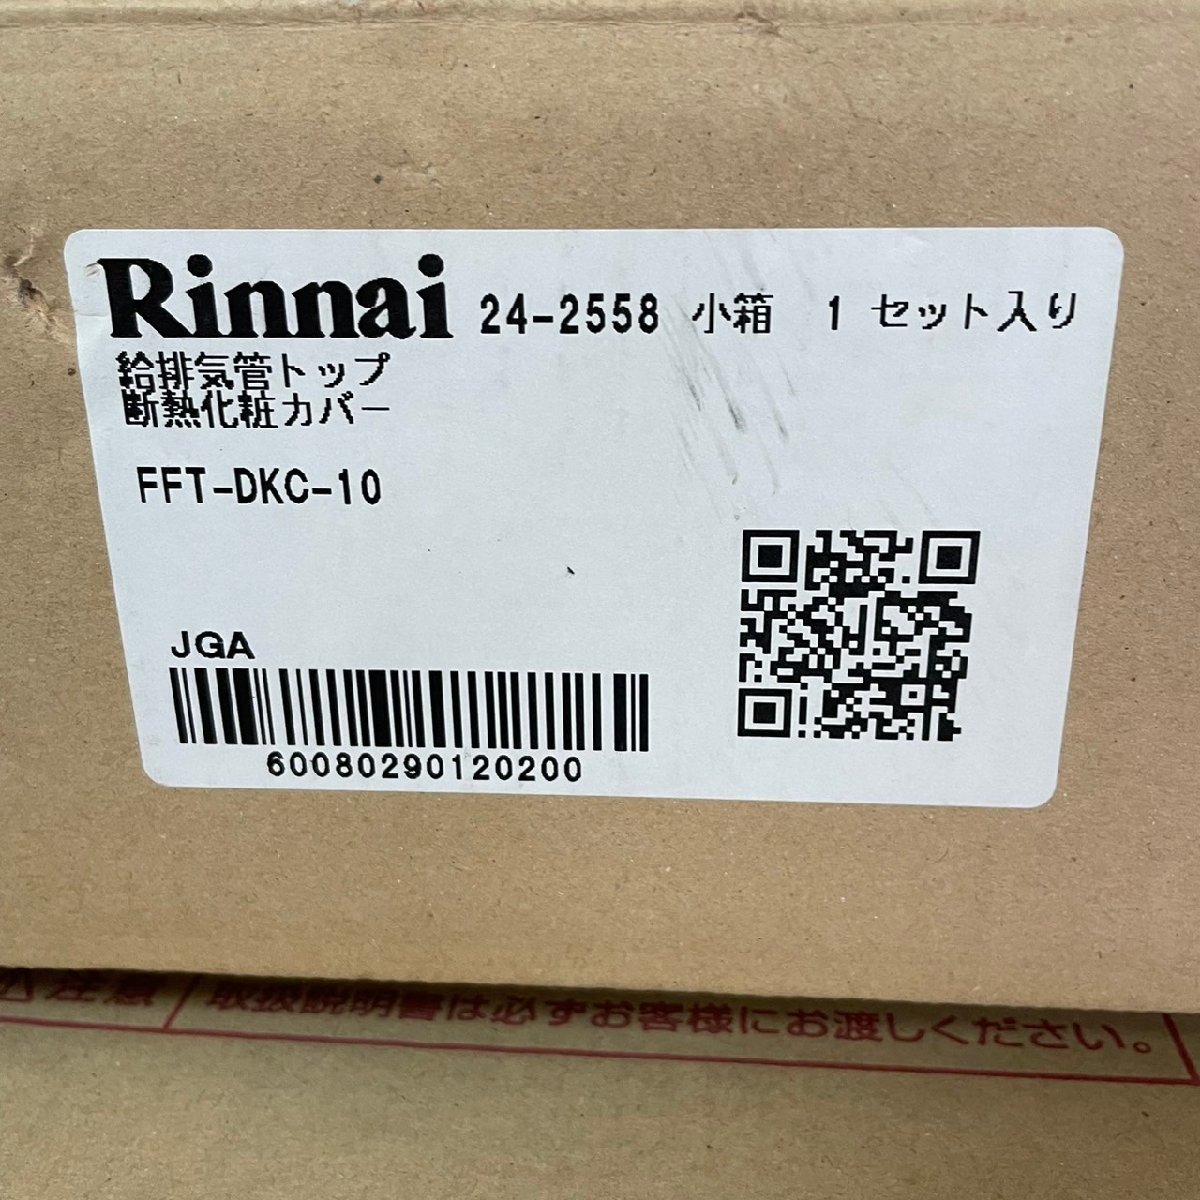 Rinnai 24-2558 小箱 1 セット入り
給排気管トップ
断熱化粧カバー
FFT-DKC-10
JGA
60080290120200
注意 取扱説明書は必ずお客様にお渡しください。